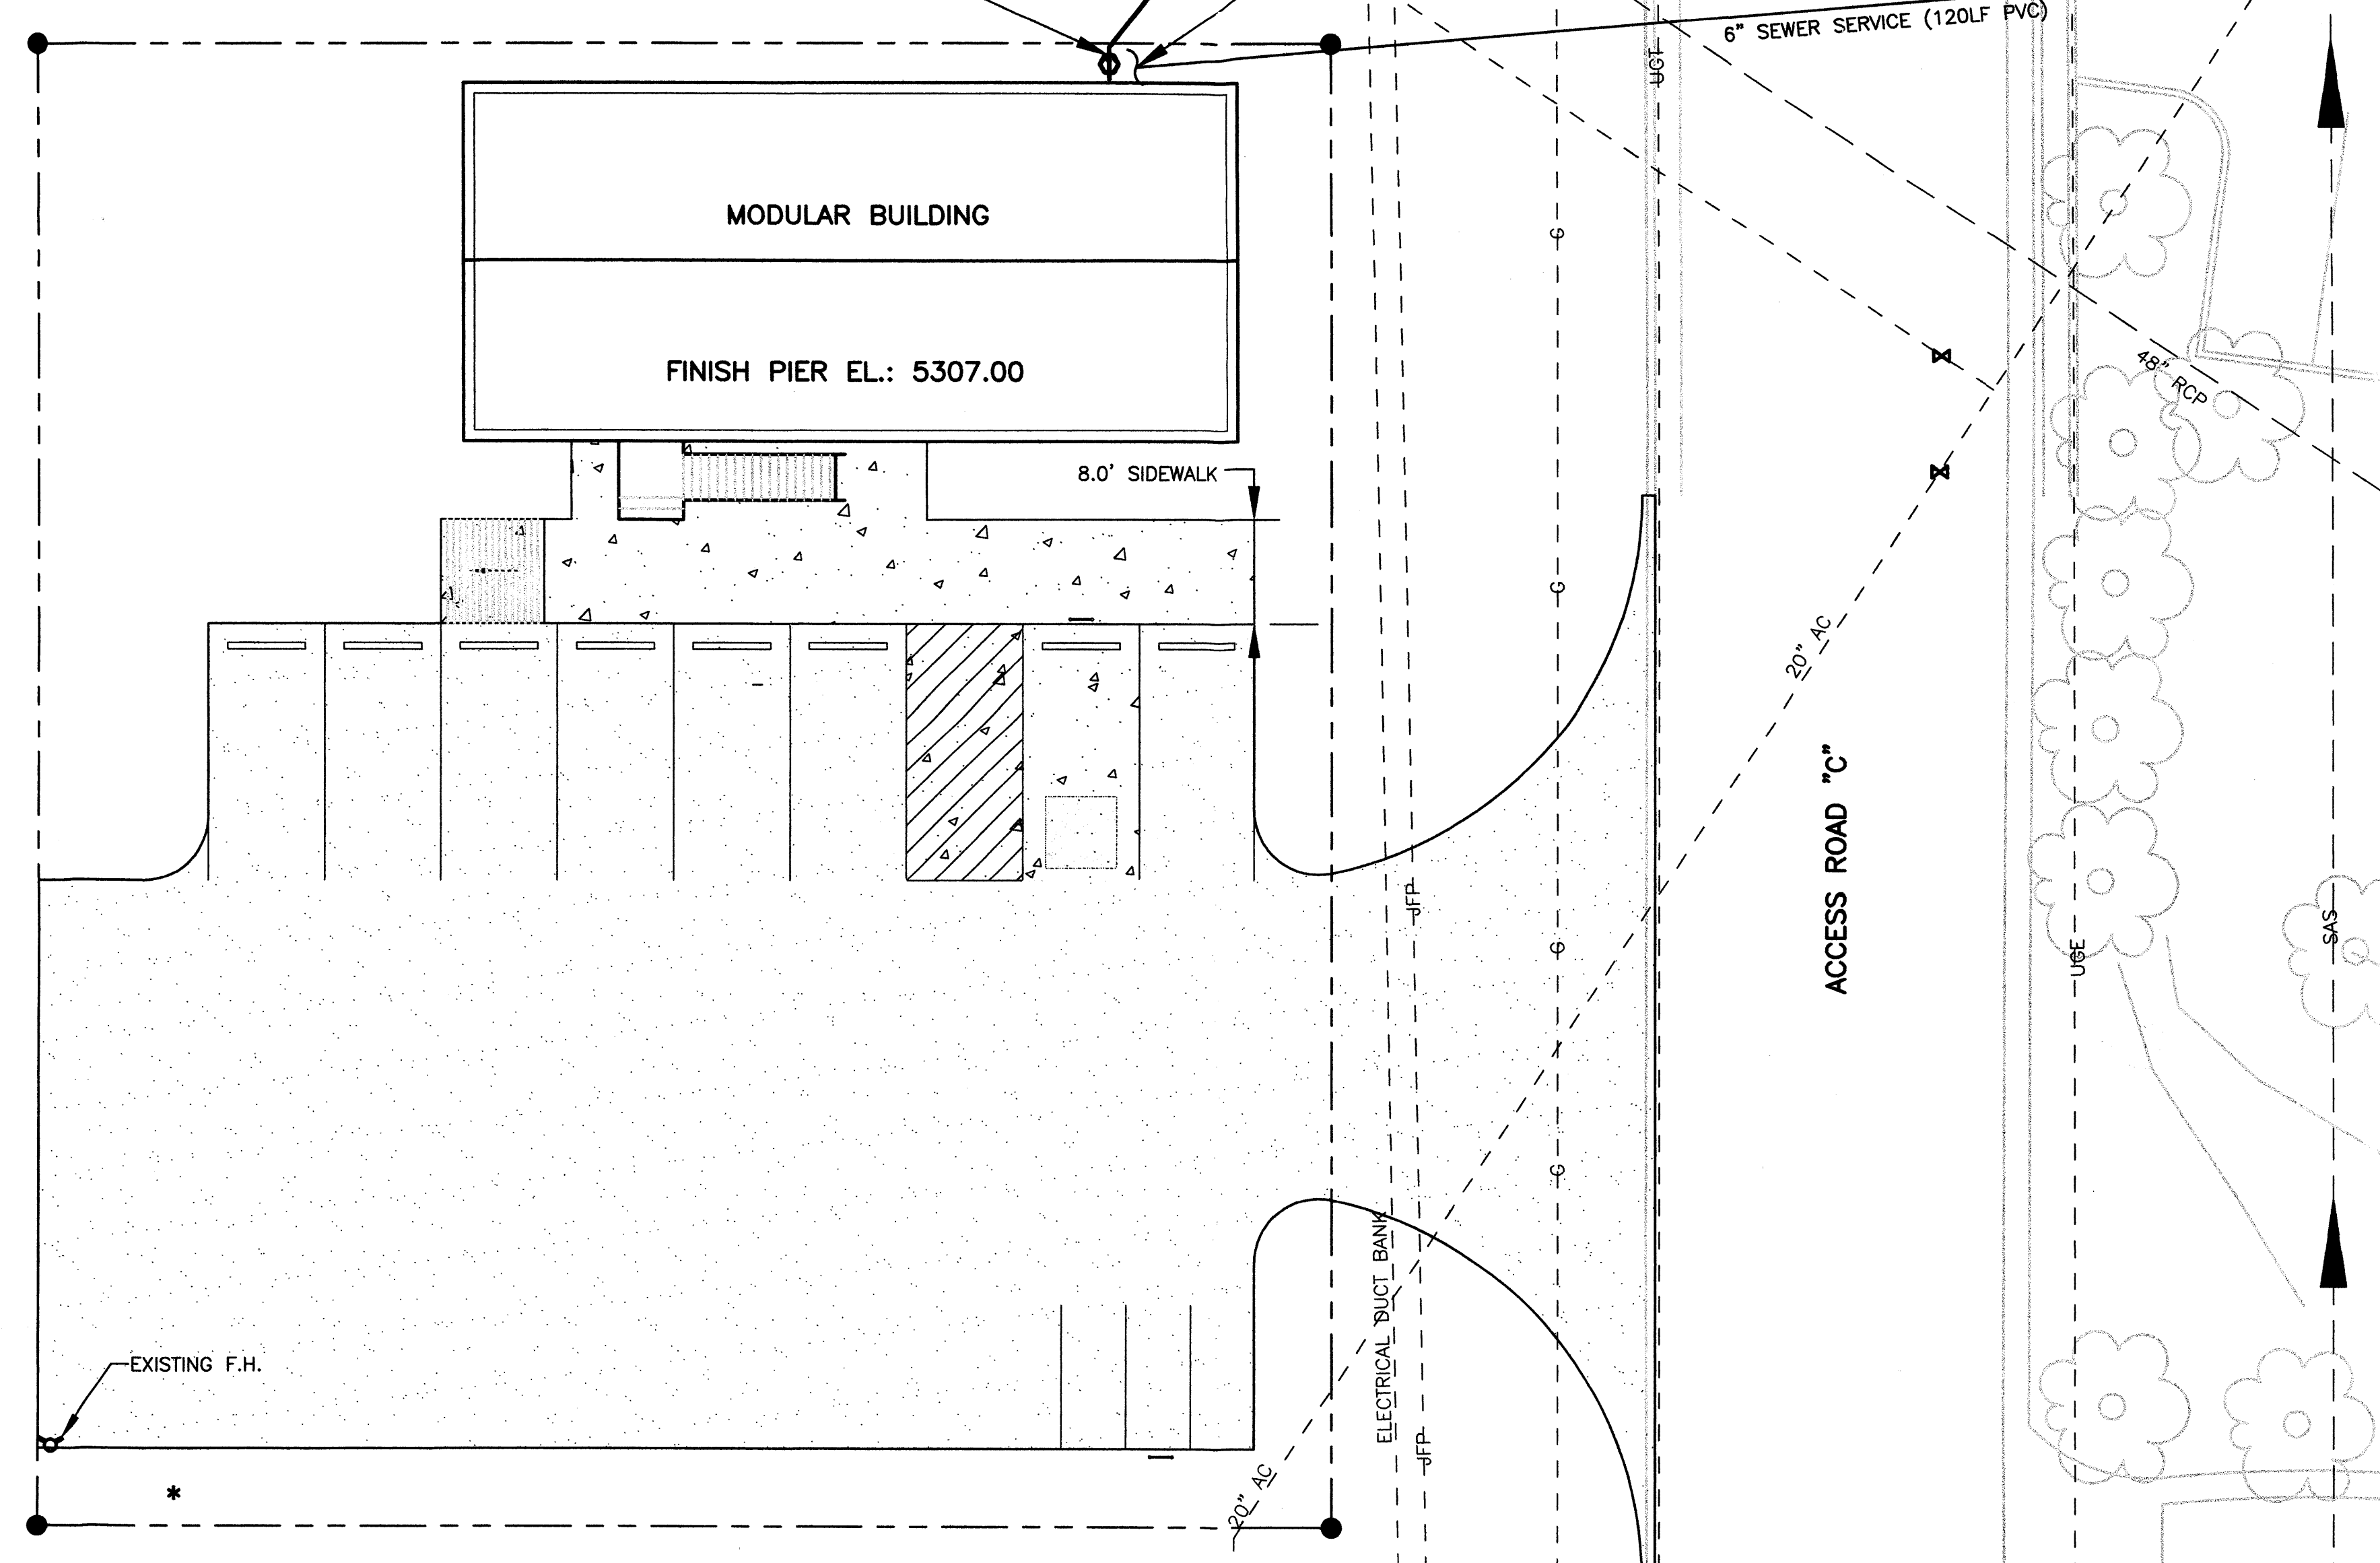 6" SEWER SERVICE (120LF PVC)
UGT
MODULAR BUILDING
G
FINISH PIER EL.: 5307.00
48" RCP
8.0' SIDEWALK
G
20" AC
ACCESS ROAD "C"
JFP
SAS
G
UGE
G
ELECTRICAL DUCT BANK
EXISTING F.H.
JFP
20" AC
*